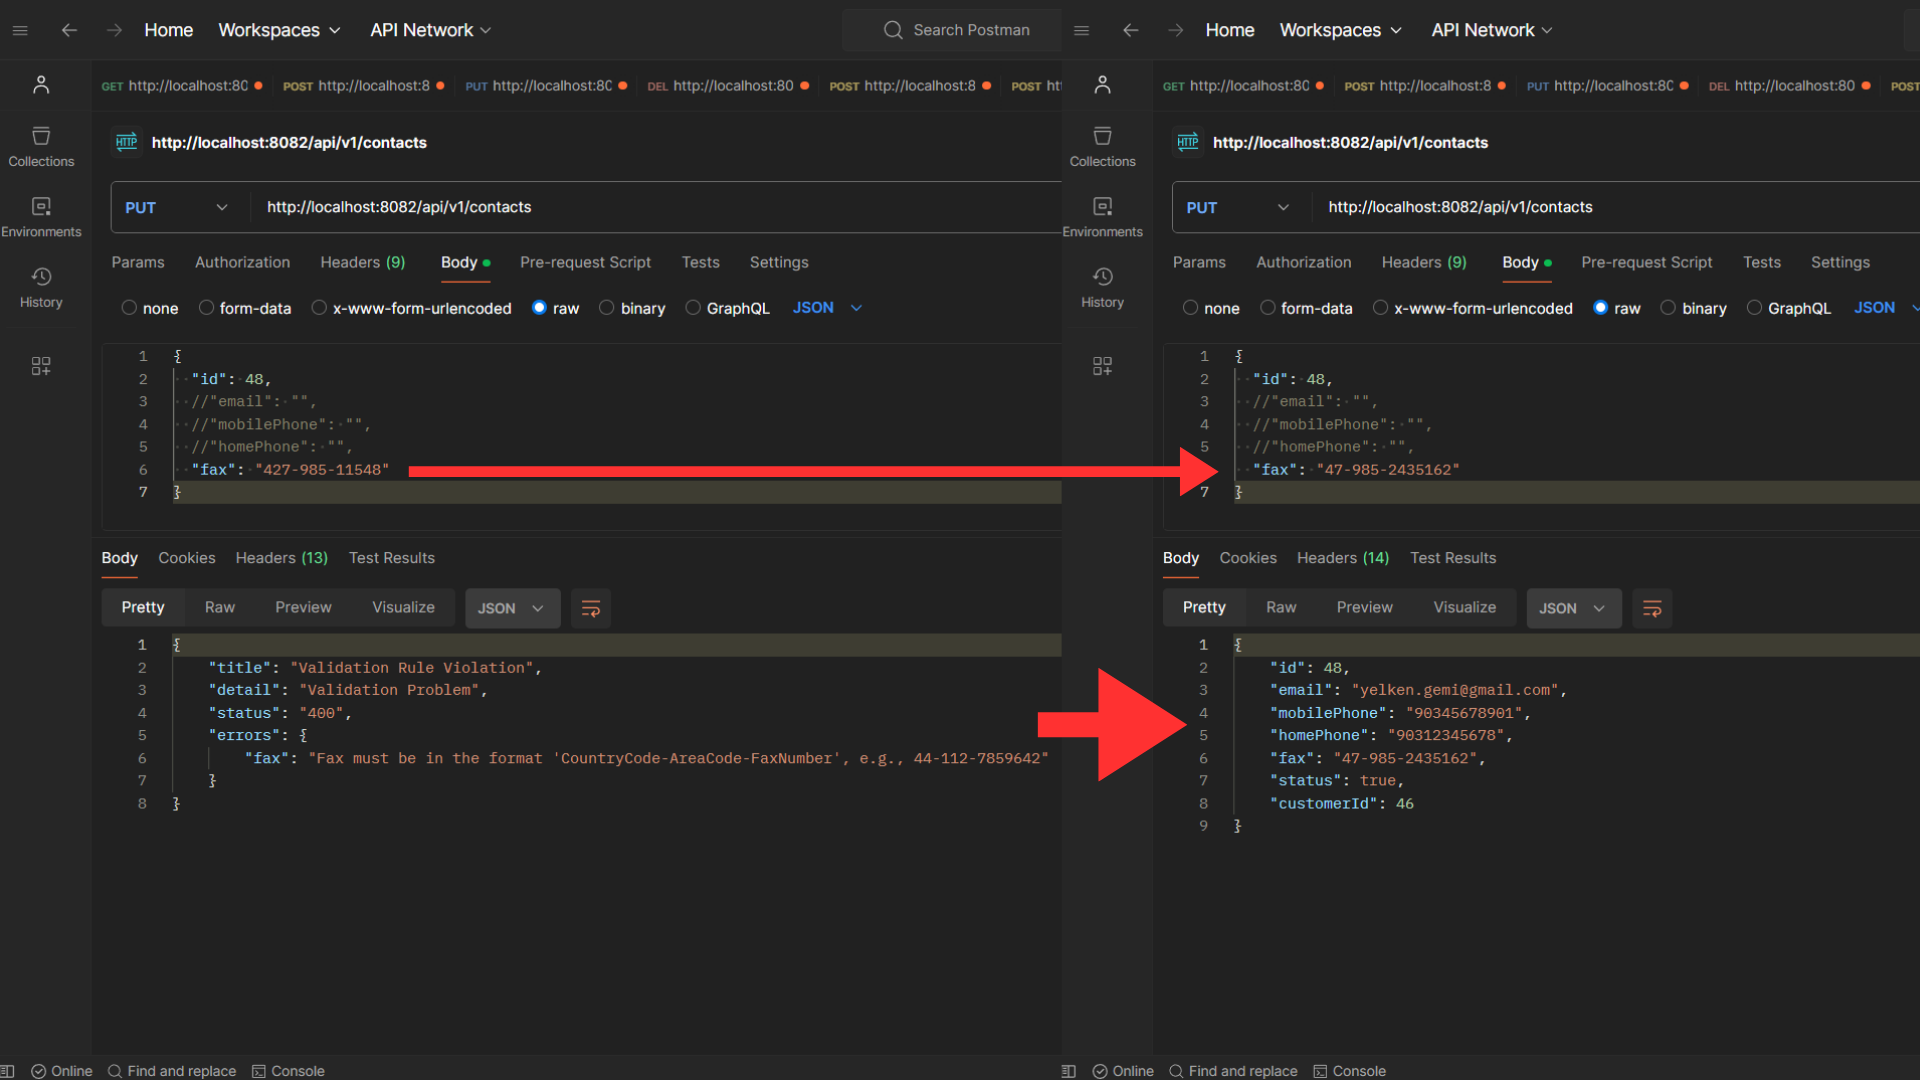 Home Workspaces API Network Search Postman
GET http://localhost:80 POST http://localhost:8 PUT http://localhost:80 DEL http://localhost:80 POST http://localhost:8 POST
HTTP http://localhost:8082/api/v1/contacts
Collections
PUT http://localhost:8082/api/v1/contacts
Environments
Params Authorization Headers (9) Body Pre-request Script Tests Settings
History
none form-data x-www-form-urlencoded raw binary GraphQL JSON
1 {
2 "id": 48,
3 //"email": "",
4 //"mobilePhone": "",
5 //"homePhone": "",
6 "fax": "427-985-11548"
7 }
Body Cookies Headers (13) Test Results
Pretty Raw Preview Visualize JSON
1 {
2 "title": "Validation Rule Violation",
3 "detail": "Validation Problem",
4 "status": "400",
5 "errors": {
6 "fax": "Fax must be in the format 'CountryCode-AreaCode-FaxNumber', e.g., 44-112-7859642"
7 }
8 }
Online Find and replace Console
Home Workspaces API Network
GET http://localhost:80 POST http://localhost:8 PUT http://localhost:80 DEL http://localhost:80 POST
HTTP http://localhost:8082/api/v1/contacts
Collections
PUT http://localhost:8082/api/v1/contacts
Environments
Params Authorization Headers (9) Body Pre-request Script Tests Settings
History
none form-data x-www-form-urlencoded raw binary GraphQL JSON
1 {
2 "id": 48,
3 //"email": "",
4 //"mobilePhone": "",
5 //"homePhone": "",
"fax": "47-985-2435162"
7 }
Body Cookies Headers (14) Test Results
Pretty Raw Preview Visualize JSON
1 {
2 "id": 48,
3 "email": "yelken.gemi@gmail.com",
4 "mobilePhone": "90345678901",
5 "homePhone": "90312345678",
6 "fax": "47-985-2435162",
7 "status": true,
8 "customerId": 46
9 }
Online Find and replace Console